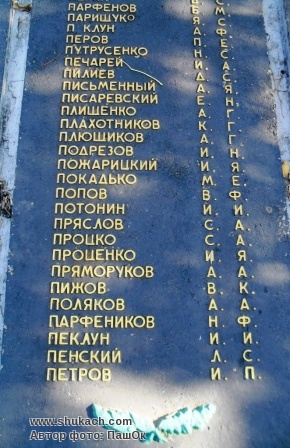 ПАРФЕНОВ М.
ПАРИЩУКО С.
П КЛУН Б Ф.
ПЕРОВ Я. Е.
ПУТРУСЕНКО А. С.
ПЕЧАРЕЙ П. А.
ПИЛИЕВ Н. С.
ПИСЬМЕННЫЙ Д. Я.
ПИСАРЕВСКИЙ А. Н.
ПЛИЩЕНКО Е. Г.
ПЛАХОТНИКОВ А. Г.
ПЛЮЩИКОВ К. Г.
ПОДРЕЗОВ И. Н.
ПОЖАРИЦКИЙ И. Я.
ПОКАДЬКО М. Е.
ПОПОВ В. Ф.
ПОТОНИН И. И.
ПРЯСЛОВ С. А.
ПРОЦКО С. А.
ПРОЦЕНКО И. Я.
ПРЯМОРУКОВ А. А.
ПИЖОВ В. К.
ПОЛЯКОВ А. А.
ПАРФЕНИКОВ Н. Ф.
ПЕКЛУН И. И.
ПЕНСКИЙ Л. С.
ПЕТРОВ И. П.
www.shukach.com
Автор фото: ПашОк